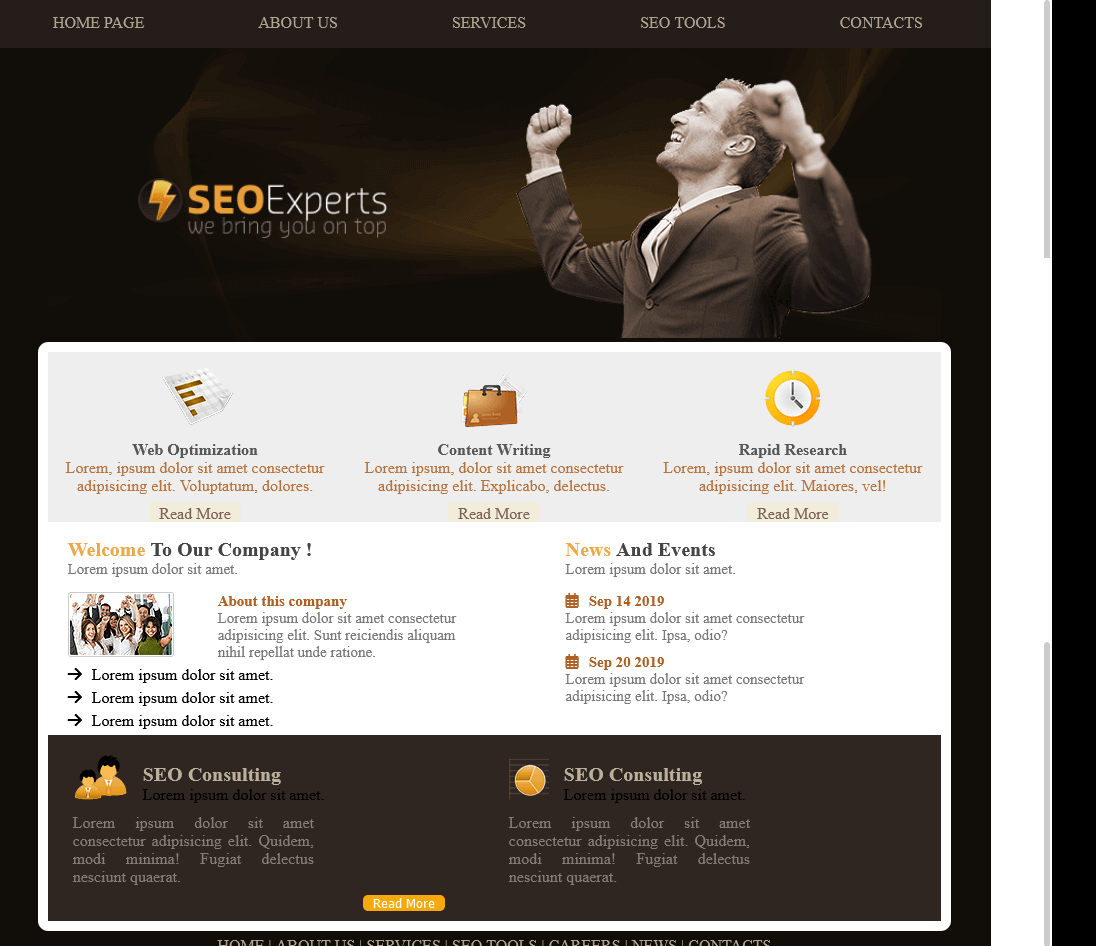 HOME PAGE ABOUT US SERVICES SEO TOOLS CONTACTS
SEOExperts
we bring you on top
Web Optimization
Lorem, ipsum dolor sit amet consectetur
adipisicing elit. Voluptatum, dolores.
Read More
Content Writing
Lorem ipsum, dolor sit amet consectetur
adipisicing elit. Explicabo, delectus.
Read More
Rapid Research
Lorem, ipsum dolor sit amet consectetur
adipisicing elit. Maiores, vel!
Read More
Welcome To Our Company !
Lorem ipsum dolor sit amet.
About this company
Lorem ipsum dolor sit amet consectetur
adipisicing elit. Sunt reiciendis aliquam
nihil repellat unde ratione.
Lorem ipsum dolor sit amet.
Lorem ipsum dolor sit amet.
Lorem ipsum dolor sit amet.
News And Events
Lorem ipsum dolor sit amet.
Sep 14 2019
Lorem ipsum dolor sit amet consectetur
adipisicing elit. Ipsa, odio?
Sep 20 2019
Lorem ipsum dolor sit amet consectetur
adipisicing elit. Ipsa, odio?
SEO Consulting
Lorem ipsum dolor sit amet.
Lorem ipsum dolor sit amet
consectetur adipisicing elit. Quidem,
modi minima! Fugiat delectus
nesciunt quaerat.
Read More
SEO Consulting
Lorem ipsum dolor sit amet.
Lorem ipsum dolor sit amet
consectetur adipisicing elit. Quidem,
modi minima! Fugiat delectus
nesciunt quaerat.
HOME | ABOUT US | SERVICES | SEO TOOLS | CAREERS | NEWS | CONTACTS